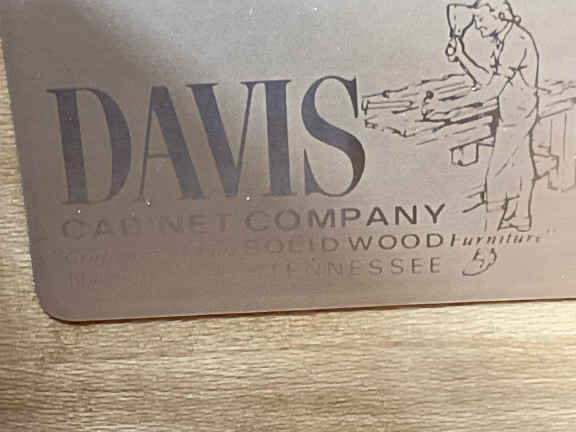 DAVIS
CABINET COMPANY
SOLID WOOD Furniture"
TENNESSEE